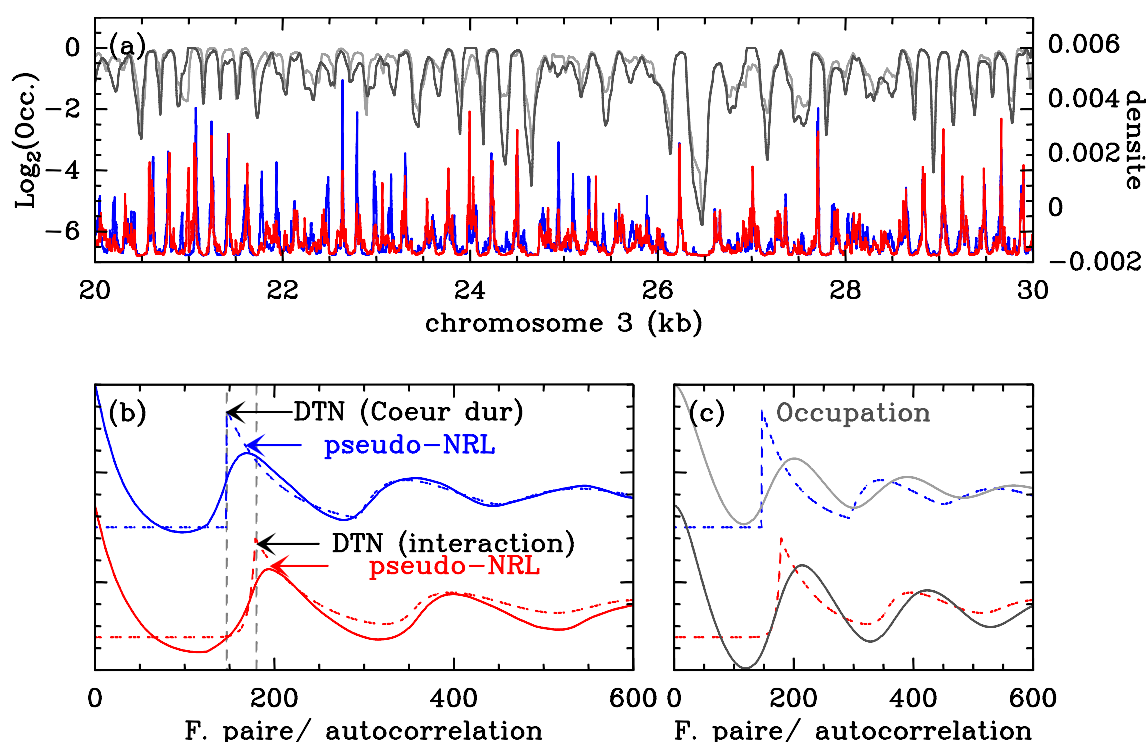 (a)
0
−2
−4
−6
Log2(Occ.)
0.006
0.004
0.002
0
−0.002
densite
20 22 24 26 28 30
chromosome 3 (kb)
(b)
DTN (Coeur dur)
pseudo−NRL
DTN (interaction)
pseudo−NRL
0 200 400 600
F. paire/ autocorrelation
(c)
Occupation
0 200 400 600
F. paire/ autocorrelation